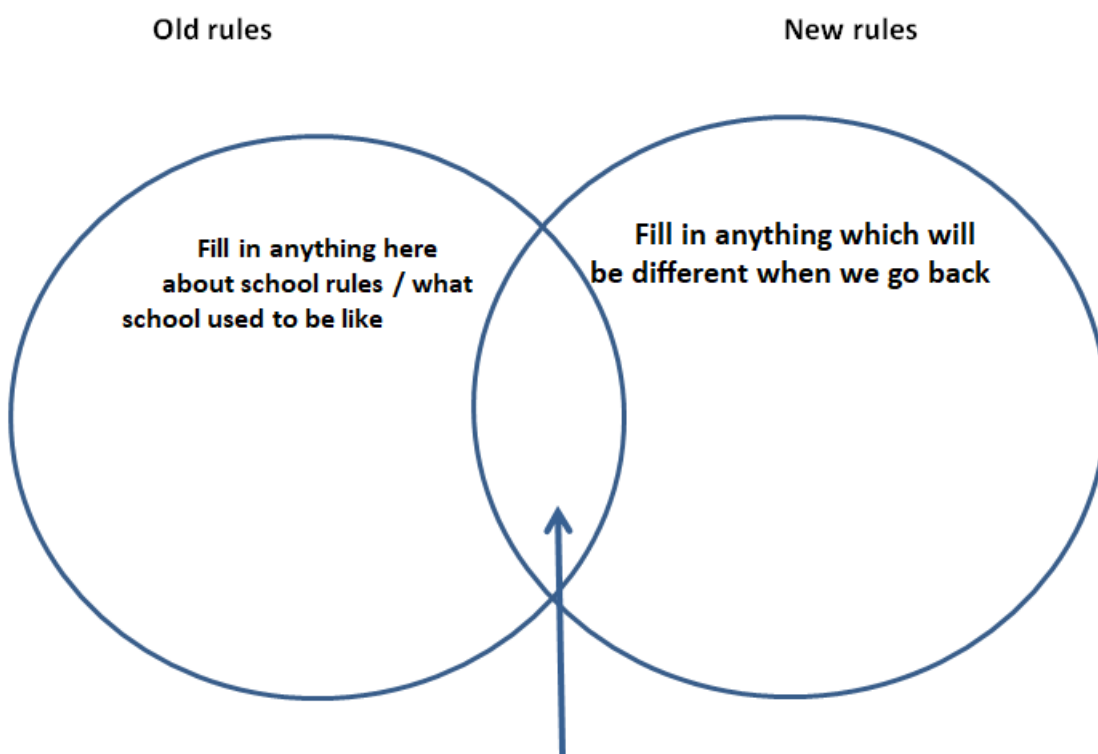 Old rules
New rules
Fill in anything here
about school rules / what
school used to be like
Fill in anything which will
be different when we go back